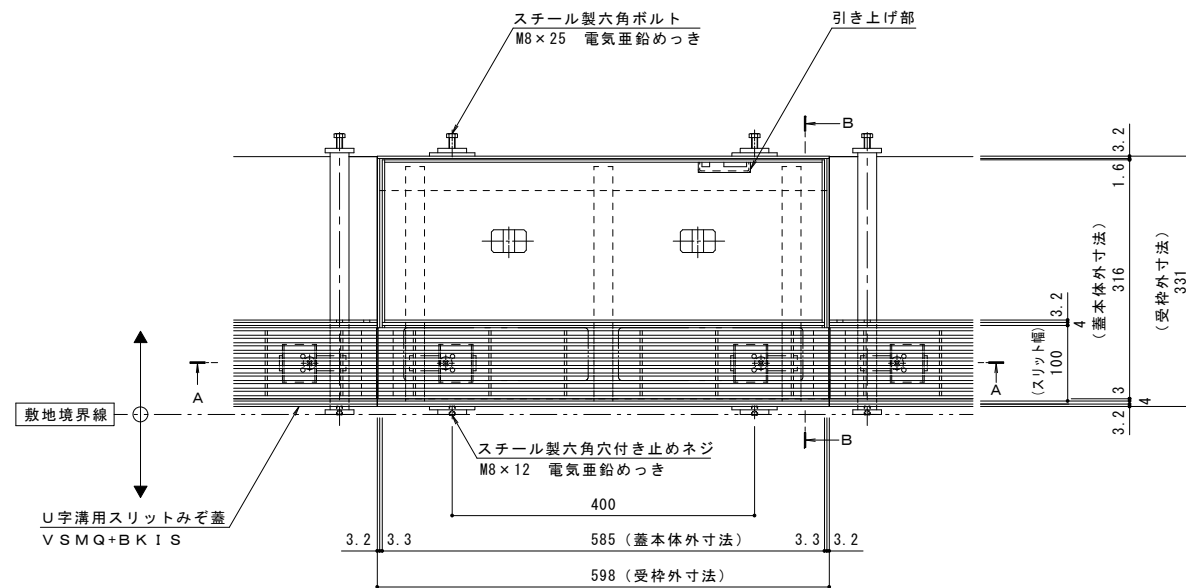 スチール製六角ボルト
M8×25 電気亜鉛めっき
引き上げ部
B
3.2
1.6
(蓋本体外寸法)
316
(受枠外寸法)
331
3.2
4
(スリット幅)
100
A
A
3
4
3.2
敷地境界線
B
スチール製六角穴付き止めネジ
M8×12 電気亜鉛めっき
400
U字溝用スリットみぞ蓋
VSMQ+BKIS
3.2 3.3 585(蓋本体外寸法) 3.3 3.2
598(受枠外寸法)